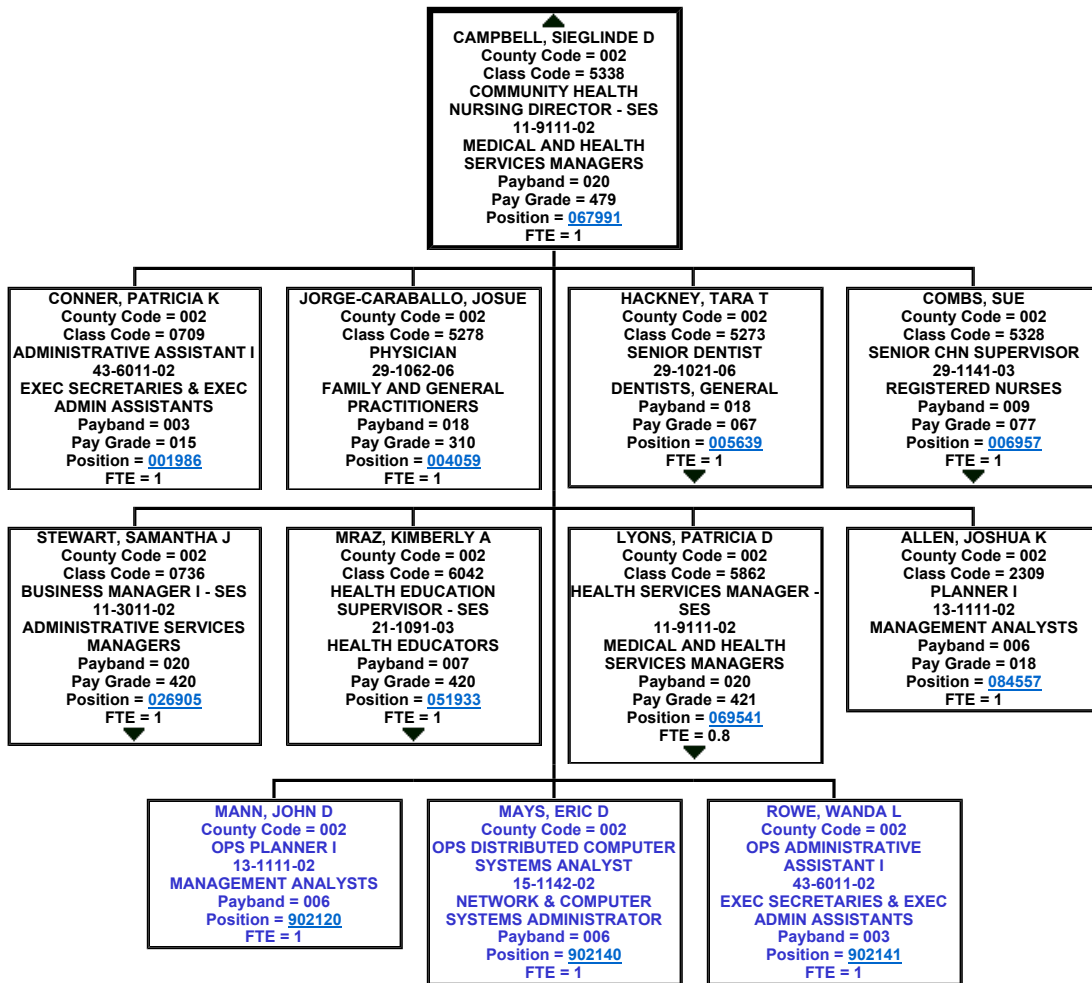 CAMPBELL, SIEGLINDE D
County Code = 002
Class Code = 5338
COMMUNITY HEALTH
NURSING DIRECTOR - SES
11-9111-02
MEDICAL AND HEALTH
SERVICES MANAGERS
Payband = 020
Pay Grade = 479
Position = 067991
FTE = 1
CONNER, PATRICIA K
County Code = 002
Class Code = 0709
ADMINISTRATIVE ASSISTANT I
43-6011-02
EXEC SECRETARIES & EXEC
ADMIN ASSISTANTS
Payband = 003
Pay Grade = 015
Position = 001986
FTE = 1
JORGE-CARABALLO, JOSUE
County Code = 002
Class Code = 5278
PHYSICIAN
29-1062-06
FAMILY AND GENERAL
PRACTITIONERS
Payband = 018
Pay Grade = 310
Position = 004059
FTE = 1
HACKNEY, TARA T
County Code = 002
Class Code = 5273
SENIOR DENTIST
29-1021-06
DENTISTS, GENERAL
Payband = 018
Pay Grade = 067
Position = 005639
FTE = 1
COMBS, SUE
County Code = 002
Class Code = 5328
SENIOR CHN SUPERVISOR
29-1141-03
REGISTERED NURSES
Payband = 009
Pay Grade = 077
Position = 006957
FTE = 1
STEWART, SAMANTHA J
County Code = 002
Class Code = 0736
BUSINESS MANAGER I - SES
11-3011-02
ADMINISTRATIVE SERVICES
MANAGERS
Payband = 020
Pay Grade = 420
Position = 026905
FTE = 1
MRAZ, KIMBERLY A
County Code = 002
Class Code = 6042
HEALTH EDUCATION
SUPERVISOR - SES
21-1091-03
HEALTH EDUCATORS
Payband = 007
Pay Grade = 420
Position = 051933
FTE = 1
LYONS, PATRICIA D
County Code = 002
Class Code = 5862
HEALTH SERVICES MANAGER -
SES
11-9111-02
MEDICAL AND HEALTH
SERVICES MANAGERS
Payband = 020
Pay Grade = 421
Position = 069541
FTE = 0.8
ALLEN, JOSHUA K
County Code = 002
Class Code = 2309
PLANNER I
13-1111-02
MANAGEMENT ANALYSTS
Payband = 006
Pay Grade = 018
Position = 084557
FTE = 1
MANN, JOHN D
County Code = 002
OPS PLANNER I
13-1111-02
MANAGEMENT ANALYSTS
Payband = 006
Position = 902120
FTE = 1
MAYS, ERIC D
County Code = 002
OPS DISTRIBUTED COMPUTER
SYSTEMS ANALYST
15-1142-02
NETWORK & COMPUTER
SYSTEMS ADMINISTRATOR
Payband = 006
Position = 902140
FTE = 1
ROWE, WANDA L
County Code = 002
OPS ADMINISTRATIVE
ASSISTANT I
43-6011-02
EXEC SECRETARIES & EXEC
ADMIN ASSISTANTS
Payband = 003
Position = 902141
FTE = 1